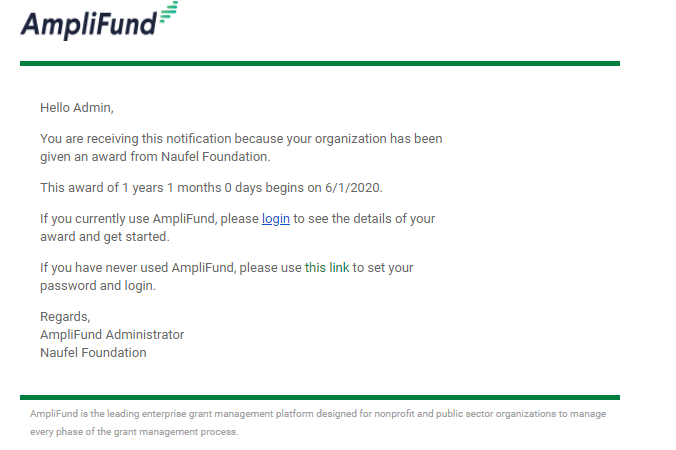 AmpliFund
Hello Admin,
You are receiving this notification because your organization has been
given an award from Naufel Foundation.
This award of 1 years 1 months 0 days begins on 6/1/2020.
If you currently use AmpliFund, please login to see the details of your
award and get started.
If you have never used AmpliFund, please use this link to set your
password and login.
Regards,
AmpliFund Administrator
Naufel Foundation
AmpliFund is the leading enterprise grant management platform designed for nonprofit and public sector organizations to manage
every phase of the grant management process.